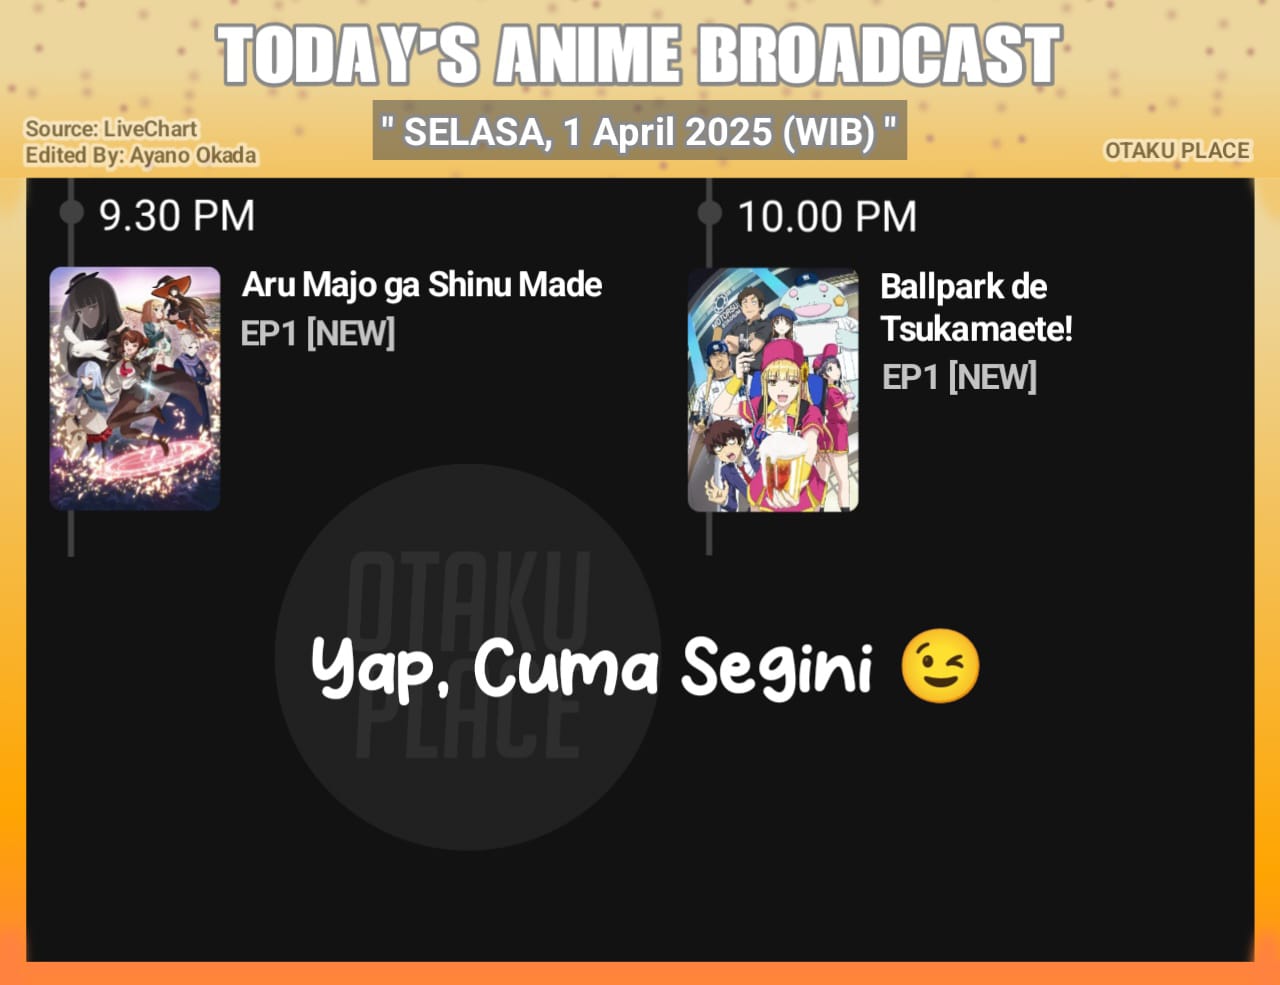 TODAY'S ANIME BROADCAST
" SELASA, 1 April 2025 (WIB) "
Source: LiveChart
Edited By: Ayano Okada
OTAKU PLACE
9.30 PM
Aru Majo ga Shinu Made
EP1 [NEW]
10.00 PM
Ballpark de
Tsukamaete!
EP1 [NEW]
OTAKU
PLACE
Yap, Cuma Segini 😉